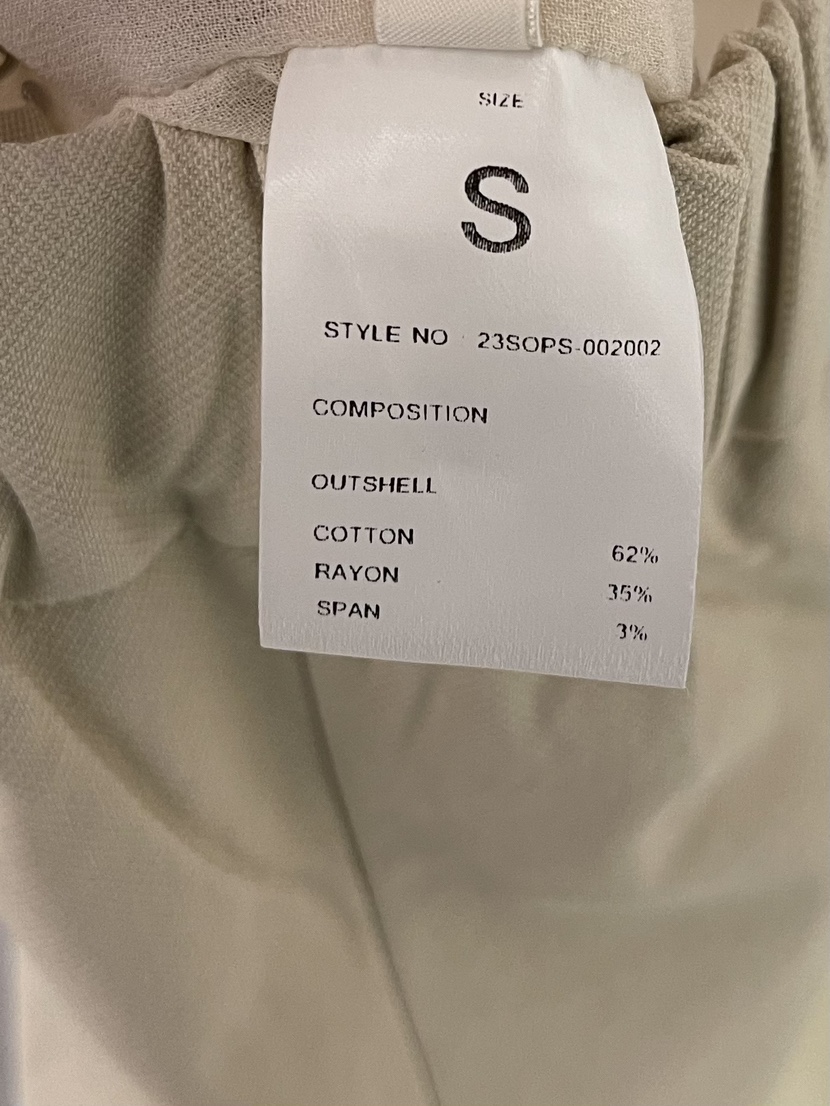 SIZE
S
STYLE NO 23SOPS-002002
COMPOSITION
OUTSHELL
COTTON 62%
RAYON 35%
SPAN 3%